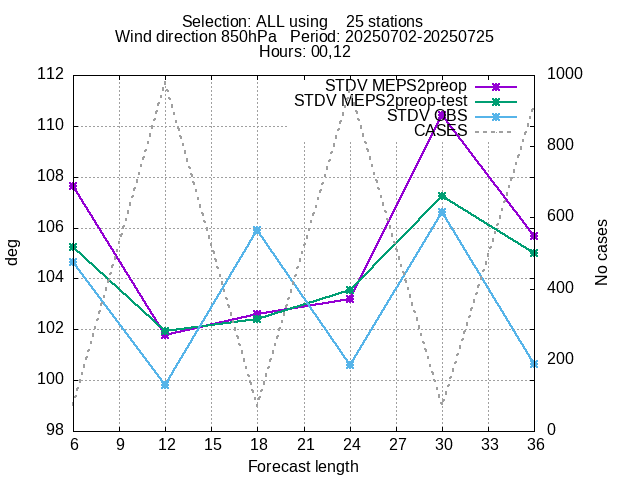 Selection: ALL using    25 stations
Wind direction 850hPa   Period: 20250702-20250725
Hours: 00,12
STDV MEPS2preop
STDV MEPS2preop-test
STDV OBS
CASES
112
110
108
106
104
102
100
98
1000
800
600
400
200
0
deg
No cases
6 9 12 15 18 21 24 27 30 33 36
Forecast length